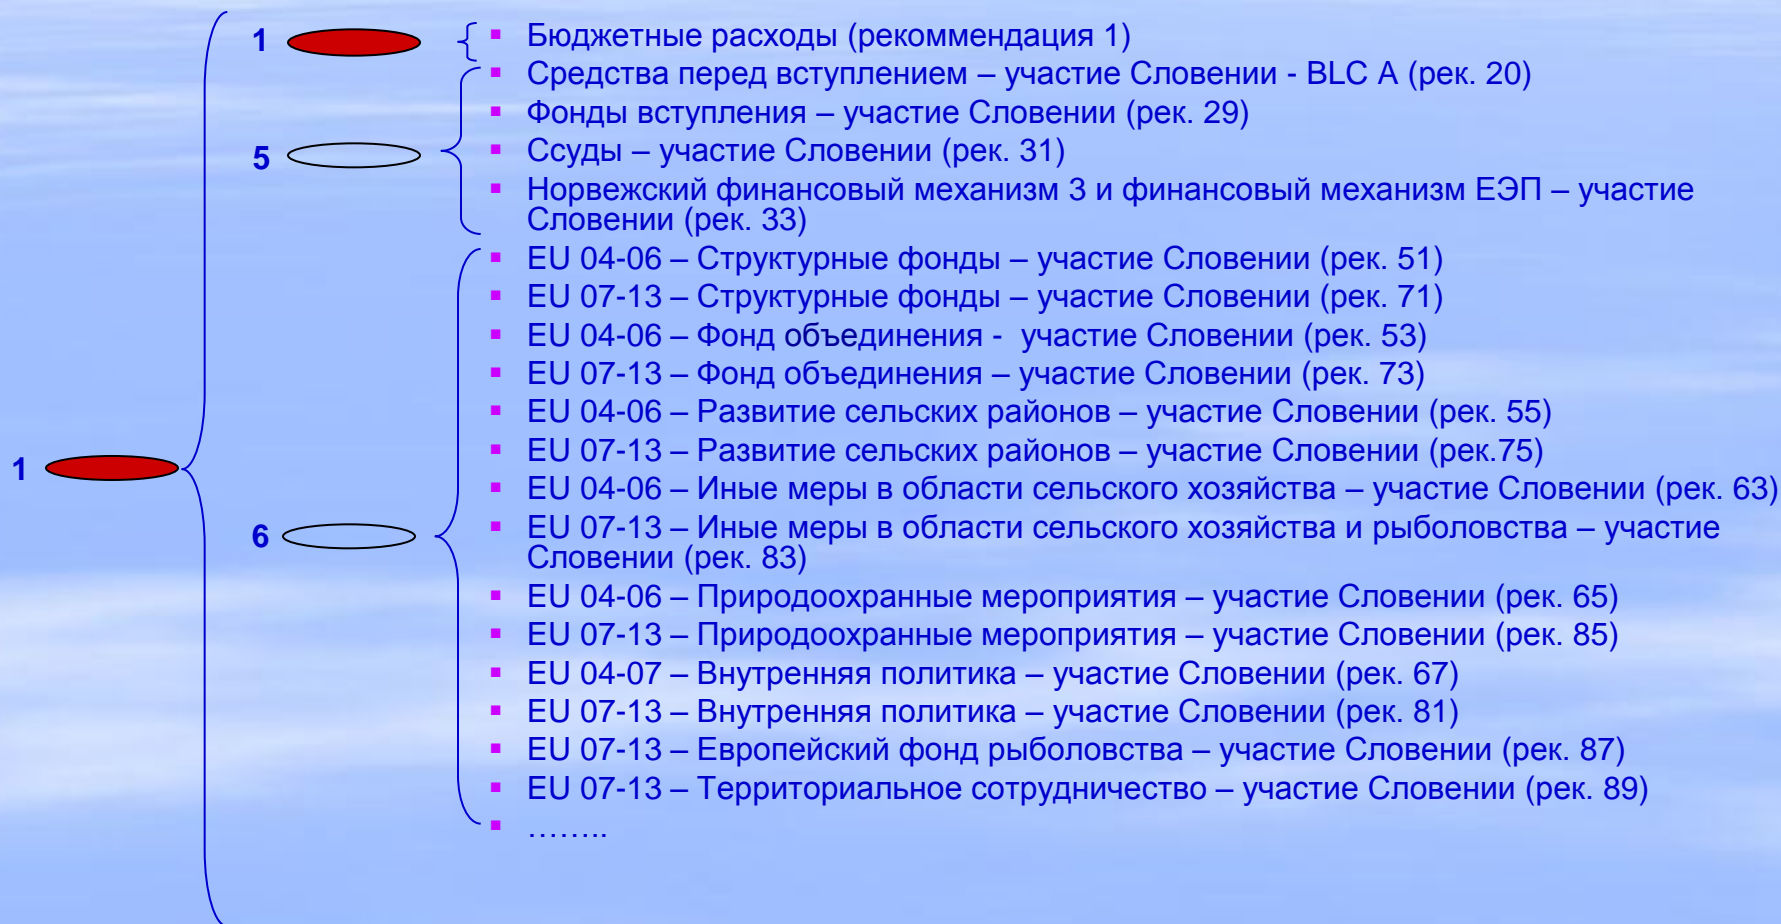 1
Бюджетные расходы (рекоммендация 1)
Средства перед вступлением – участие Словении - BLC A (рек. 20)
Фонды вступления – участие Словении (рек. 29)
5
Ссуды – участие Словении (рек. 31)
Норвежский финансовый механизм 3 и финансовый механизм ЕЭП – участие
Словении (рек. 33)
EU 04-06 – Структурные фонды – участие Словении (рек. 51)
EU 07-13 – Структурные фонды – участие Словении (рек. 71)
EU 04-06 – Фонд объединения - участие Словении (рек. 53)
EU 07-13 – Фонд объединения – участие Словении (рек. 73)
EU 04-06 – Развитие сельских районов – участие Словении (рек. 55)
EU 07-13 – Развитие сельских районов – участие Словении (рек.75)
1
EU 04-06 – Иные меры в области сельского хозяйства – участие Словении (рек. 63)
6
EU 07-13 – Иные меры в области сельского хозяйства и рыболовства – участие
Словении (рек. 83)
EU 04-06 – Природоохранные мероприятия – участие Словении (рек. 65)
EU 07-13 – Природоохранные мероприятия – участие Словении (рек. 85)
EU 04-07 – Внутренняя политика – участие Словении (рек. 67)
EU 07-13 – Внутренняя политика – участие Словении (рек. 81)
EU 07-13 – Европейский фонд рыболовства – участие Словении (рек. 87)
EU 07-13 – Территориальное сотрудничество – участие Словении (рек. 89)
……..